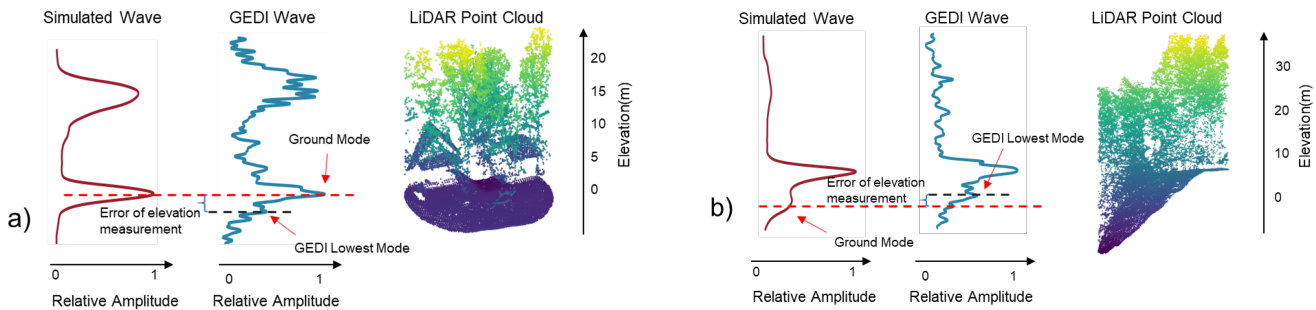 Simulated Wave
GEDI Wave
LiDAR Point Cloud
20
15
10
5
0
Elevation(m)
Ground Mode
Error of elevation
measurement
GEDI Lowest Mode
a)
0
1
0
1
Relative Amplitude
Relative Amplitude
Simulated Wave
GEDI Wave
LiDAR Point Cloud
30
20
10
0
Elevation(m)
GEDI Lowest Mode
Error of elevation
measurement
Ground Mode
b)
0
1
0
1
Relative Amplitude
Relative Amplitude